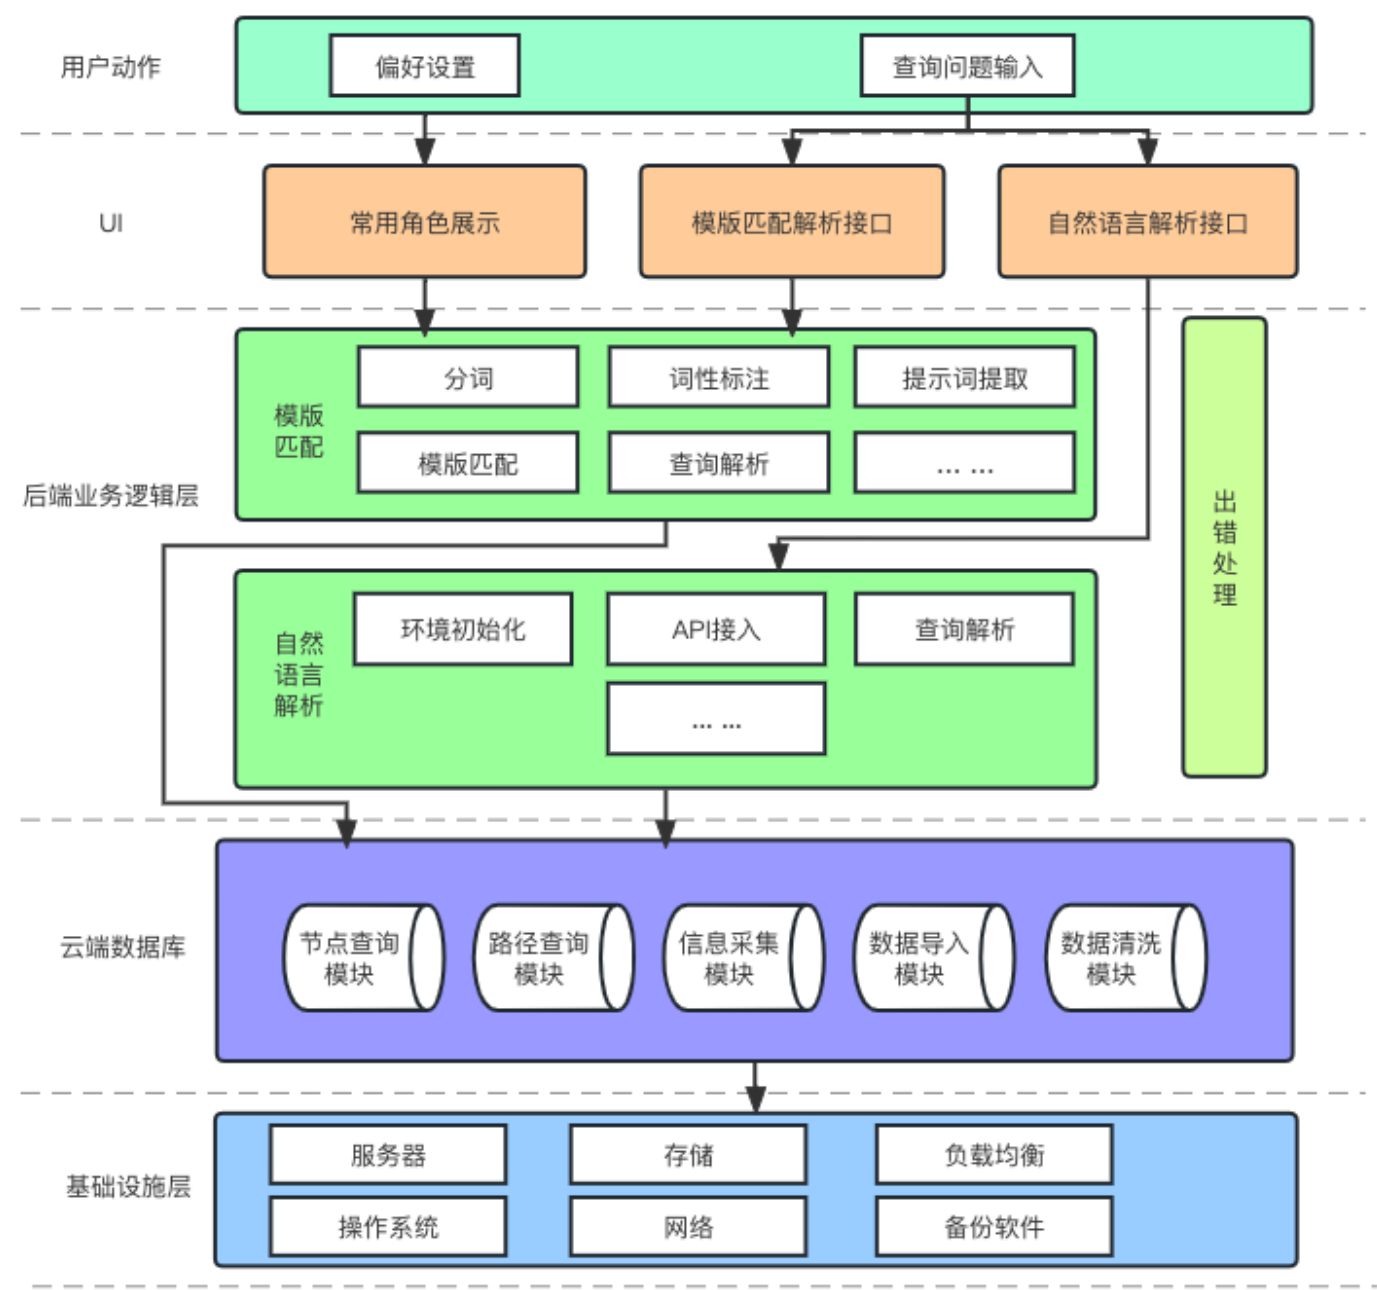 用户动作
偏好设置
查询问题输入
UI
常用角色展示
模版匹配解析接口
自然语言解析接口
后端业务逻辑层
模版
匹配
分词
词性标注
提示词提取
模版匹配
查询解析
... ...
自然
语言
解析
环境初始化
API接入
查询解析
... ...
出
错
处
理
云端数据库
节点查询
模块
路径查询
模块
信息采集
模块
数据导入
模块
数据清洗
模块
基础设施层
服务器
存储
负载均衡
操作系统
网络
备份软件